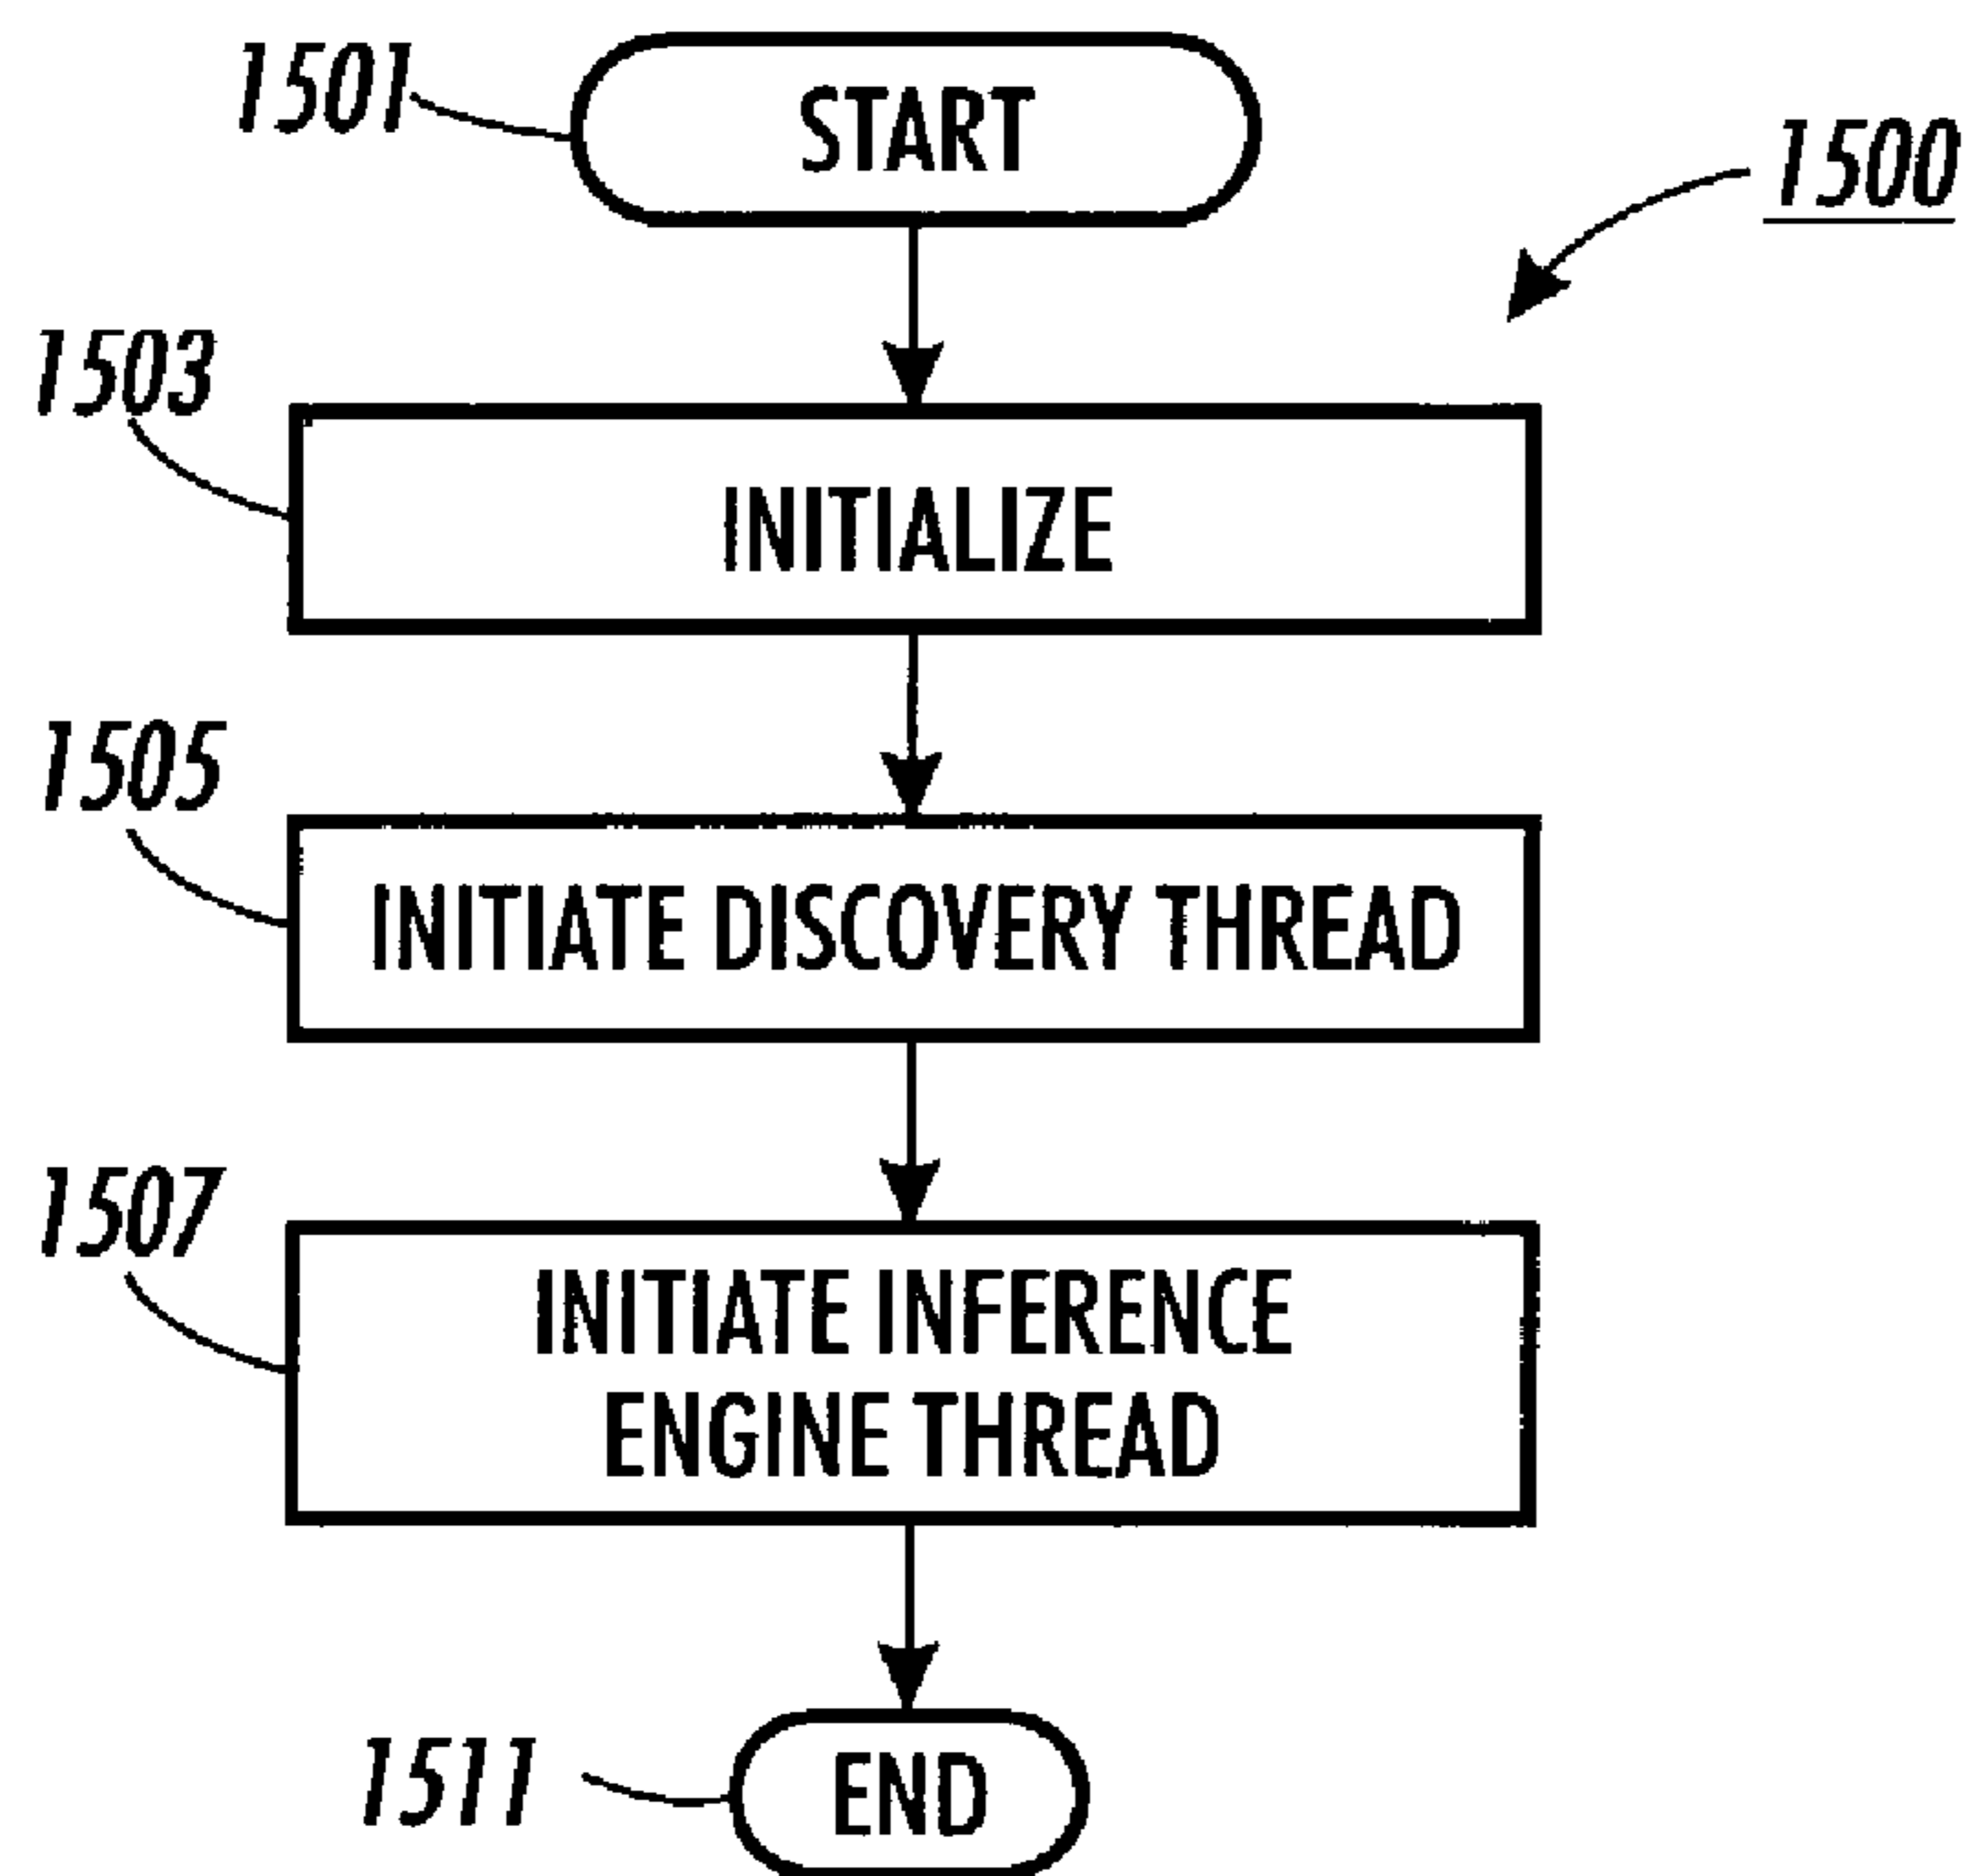 1501
START
1500
1503
INITIALIZE
1505
INITIATE DISCOVERY THREAD
1507
INITIATE INFERENCE
ENGINE THREAD
1511
END